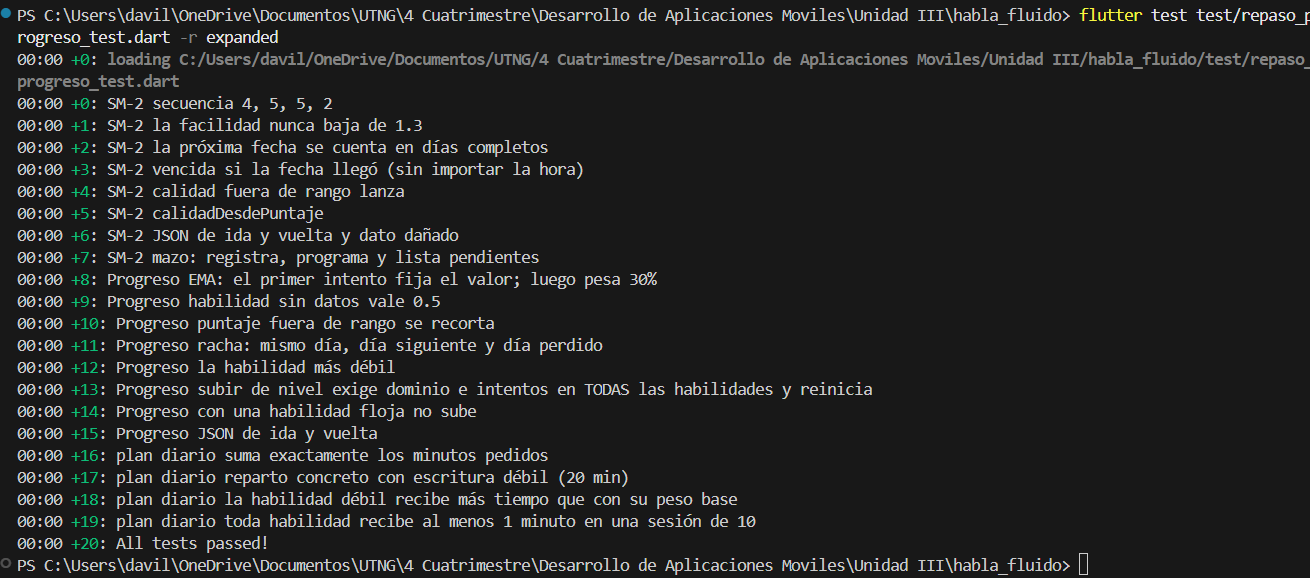 PS C:\Users\davil\OneDrive\Documentos\UTNG\4 Cuatrimestre\Desarrollo de Aplicaciones Moviles\Unidad III\habla_fluido> flutter test test/repaso_p
rogreso_test.dart -r expanded
00:00 +0: loading C:/Users/davil/OneDrive/Documentos/UTNG/4 Cuatrimestre/Desarrollo de Aplicaciones Moviles/Unidad III/habla_fluido/test/repaso_
progreso_test.dart
00:00 +0: SM-2 secuencia 4, 5, 5, 2
00:00 +1: SM-2 la facilidad nunca baja de 1.3
00:00 +2: SM-2 la próxima fecha se cuenta en días completos
00:00 +3: SM-2 vencida si la fecha llegó (sin importar la hora)
00:00 +4: SM-2 calidad fuera de rango lanza
00:00 +5: SM-2 calidadDesdePuntaje
00:00 +6: SM-2 JSON de ida y vuelta y dato dañado
00:00 +7: SM-2 mazo: registra, programa y lista pendientes
00:00 +8: Progreso EMA: el primer intento fija el valor; luego pesa 30%
00:00 +9: Progreso habilidad sin datos vale 0.5
00:00 +10: Progreso puntaje fuera de rango se recorta
00:00 +11: Progreso racha: mismo día, día siguiente y día perdido
00:00 +12: Progreso la habilidad más débil
00:00 +13: Progreso subir de nivel exige dominio e intentos en TODAS las habilidades y reinicia
00:00 +14: Progreso con una habilidad floja no sube
00:00 +15: Progreso JSON de ida y vuelta
00:00 +16: plan diario suma exactamente los minutos pedidos
00:00 +17: plan diario reparto concreto con escritura débil (20 min)
00:00 +18: plan diario la habilidad débil recibe más tiempo que con su peso base
00:00 +19: plan diario toda habilidad recibe al menos 1 minuto en una sesión de 10
00:00 +20: All tests passed!
PS C:\Users\davil\OneDrive\Documentos\UTNG\4 Cuatrimestre\Desarrollo de Aplicaciones Moviles\Unidad III\habla_fluido>